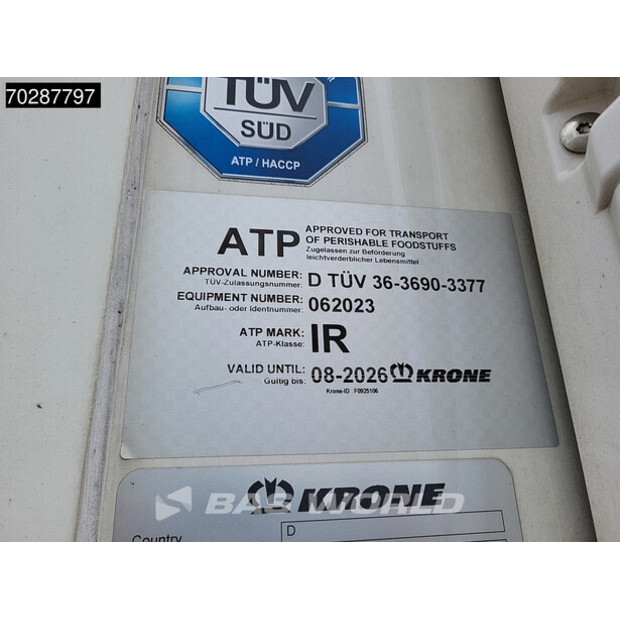 70287797
TÜV
SÜD
ATP / HACCP
ATP APPROVED FOR TRANSPORT
OF PERISHABLE FOODSTUFFS
Zugelassen zur Beförderung
leichtverderblicher Lebensmittel
APPROVAL NUMBER: D TÜV 36-3690-3377
TÜV-Zulassungsnummer:
EQUIPMENT NUMBER: 062023
Aufbau- oder Identnummer:
ATP MARK: IR
ATP-Klasse:
VALID UNTIL: 08-2026 KRONE
Gültig bis:
Krone-ID : F0925106
KRONE
BAS WORLD
Country D